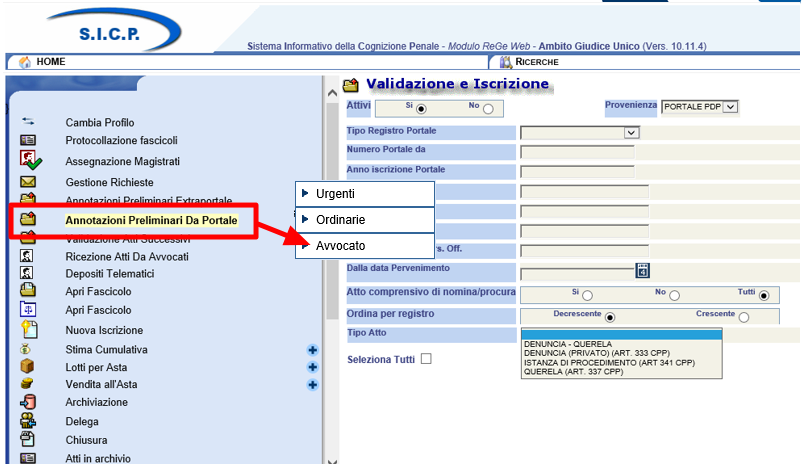 S.I.C.P.
Sistema Informativo della Cognizione Penale - Modulo ReGe Web - Ambito Giudice Unico (Vers. 10.11.4)
HOME
RICERCHE
Cambia Profilo
Protocollazione fascicoli
Assegnazione Magistrati
Gestione Richieste
Annotazioni Preliminari Extraportale
Annotazioni Preliminari Da Portale
Validazione Atti Successivi
Ricezione Atti Da Avvocati
Depositi Telematici
Apri Fascicolo
Apri Fascicolo
Nuova Iscrizione
Stima Cumulativa
Lotti per Asta
Vendita all'Asta
Archiviazione
Delega
Chiusura
Atti in archivio
Urgenti
Ordinarie
Avvocato
Validazione e Iscrizione
Attivi Si No Provenienza PORTALE PDP
Tipo Registro Portale
Numero Portale da
Anno iscrizione Portale
rs. Off.
Dalla data Pervenimento
Atto comprensivo di nomina/procura Si No Tutti
Ordina per registro Decrescente Crescente
Tipo Atto
DENUNCIA - QUERELA
DENUNCIA (PRIVATO) (ART. 333 CPP)
ISTANZA DI PROCEDIMENTO (ART 341 CPP)
QUERELA (ART. 337 CPP)
Seleziona Tutti